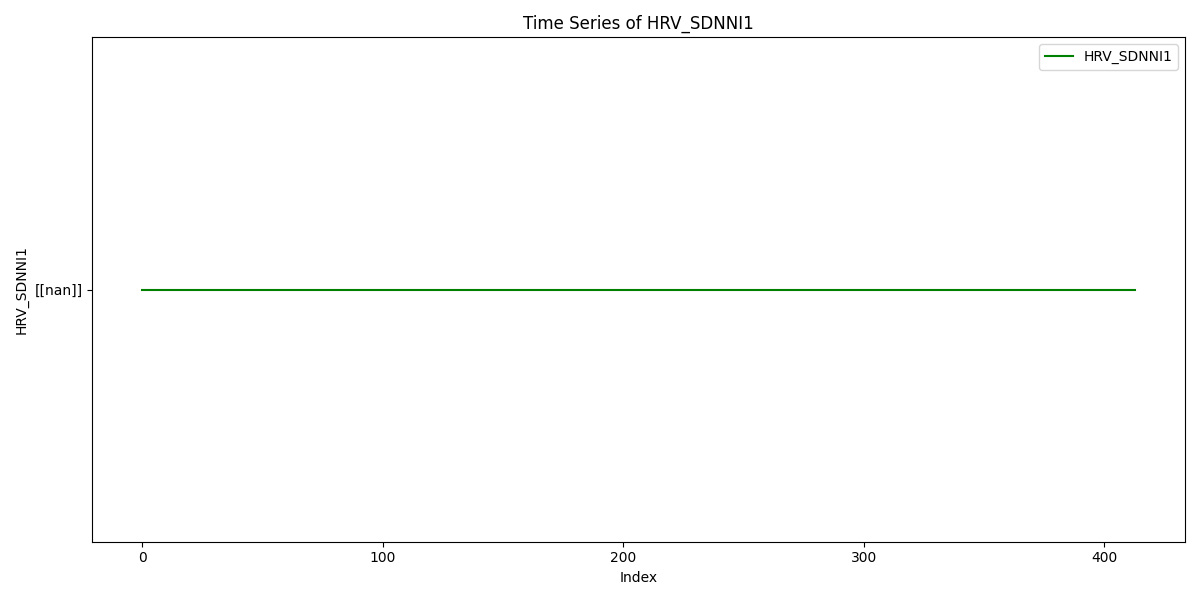 Time Series of HRV_SDNNI1
HRV_SDNNI1
HRV_SDNNI1
[[nan]]
0 100 200 300 400
Index